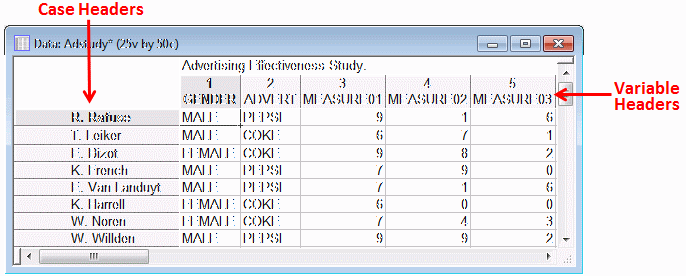 Case Headers
Data: Adstudy* (25v by 50c)
Advertising Effectiveness Study.
1 2 3 4 5
GENDER ADVERT MEASURE01 MEASURE02 MEASURE03
Variable Headers
R. Rafuse MALE PEPSI 9 1 6
T. Leiker MALE COKE 6 7 1
E. Bizot FEMALE COKE 9 8 2
K. French MALE PEPSI 7 9 0
E. Van Landuyt MALE PEPSI 7 1 6
K. Harrell FEMALE COKE 6 0 0
W. Noren FEMALE COKE 7 4 3
W. Willden MALE PEPSI 9 9 2